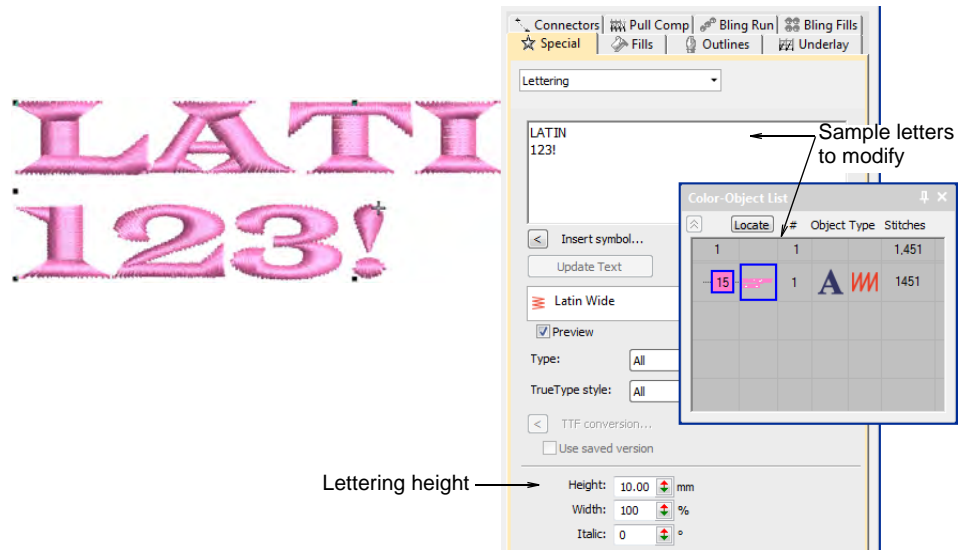 Connectors Pull Comp Bling Run Bling Fills
Special Fills Outlines Underlay
Lettering
LATIN
123!
LATI
123!
Sample letters
to modify
Color-Object List
Locate # Object Type Stitches
1 1 1,451
15 1 A 1451
< Insert symbol...
Update Text
Latin Wide
Preview
Type: All
TrueType style: All
< TTF conversion...
Use saved version
Lettering height
Height: 10.00 mm
Width: 100 %
Italic: 0 °